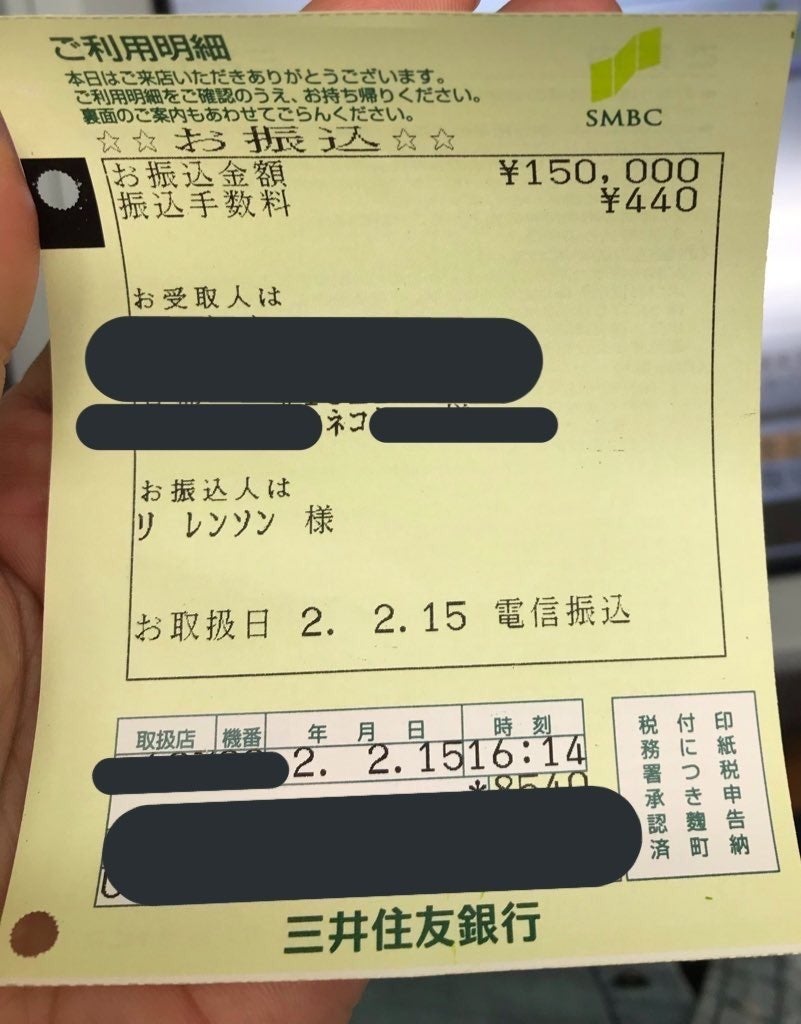 ご利用明細
本日はご来店いただきありがとうございます。
ご利用明細をご確認のうえ、お持ち帰りください。
裏面のご案内もあわせてごらんください。
SMBC
☆☆お振込☆☆
お振込金額 ¥150,000
振込手数料 ¥440
お受取人は
ネコ
お振込人は
リ レンソン 様
お取扱日 2. 2.15 電信振込
取扱店 機番 年 月 日 時刻
2. 2.15 16:14
*8540
印紙税申告納
付につき麹町
税務署承認済
三井住友銀行